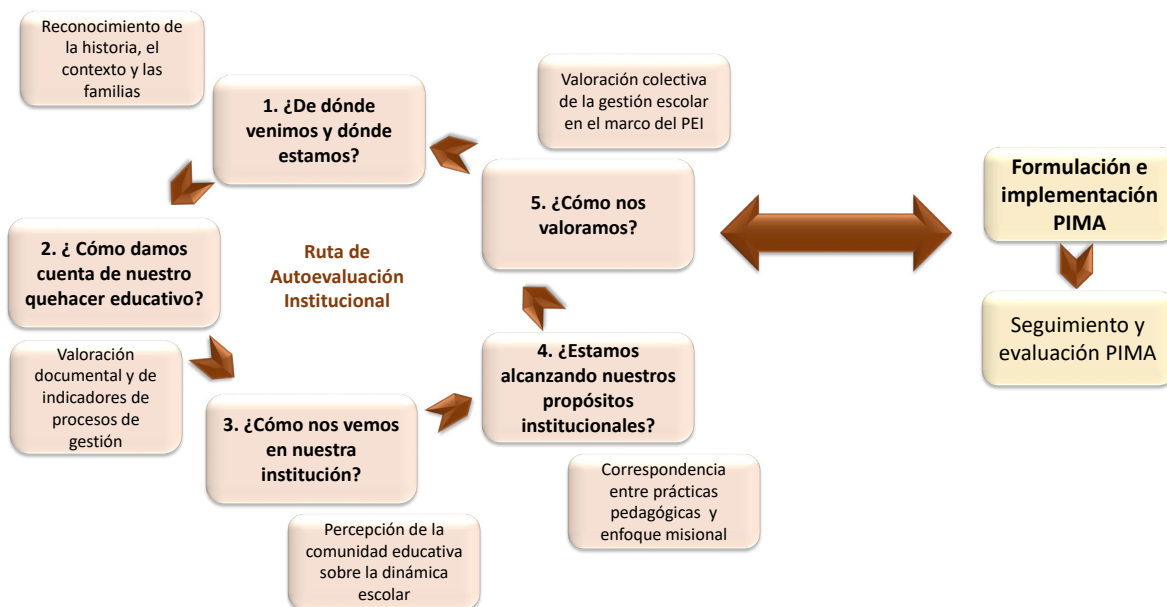 Reconocimiento de
la historia, el
contexto y las
familias
1. ¿De dónde
venimos y dónde
estamos?
Valoración colectiva
de la gestión escolar
en el marco del PEI
5. ¿Cómo nos
valoramos?
Formulación e
implementación
PIMA
2. ¿ Cómo damos
cuenta de nuestro
quehacer educativo?
Ruta de
Autoevaluación
Institucional
Seguimiento y
evaluación PIMA
Valoración
documental y de
indicadores de
procesos de
gestión
4. ¿Estamos
alcanzando nuestros
propósitos
institucionales?
3. ¿Cómo nos vemos
en nuestra
institución?
Correspondencia
entre prácticas
pedagógicas y
enfoque misional
Percepción de la
comunidad educativa
sobre la dinámica
escolar